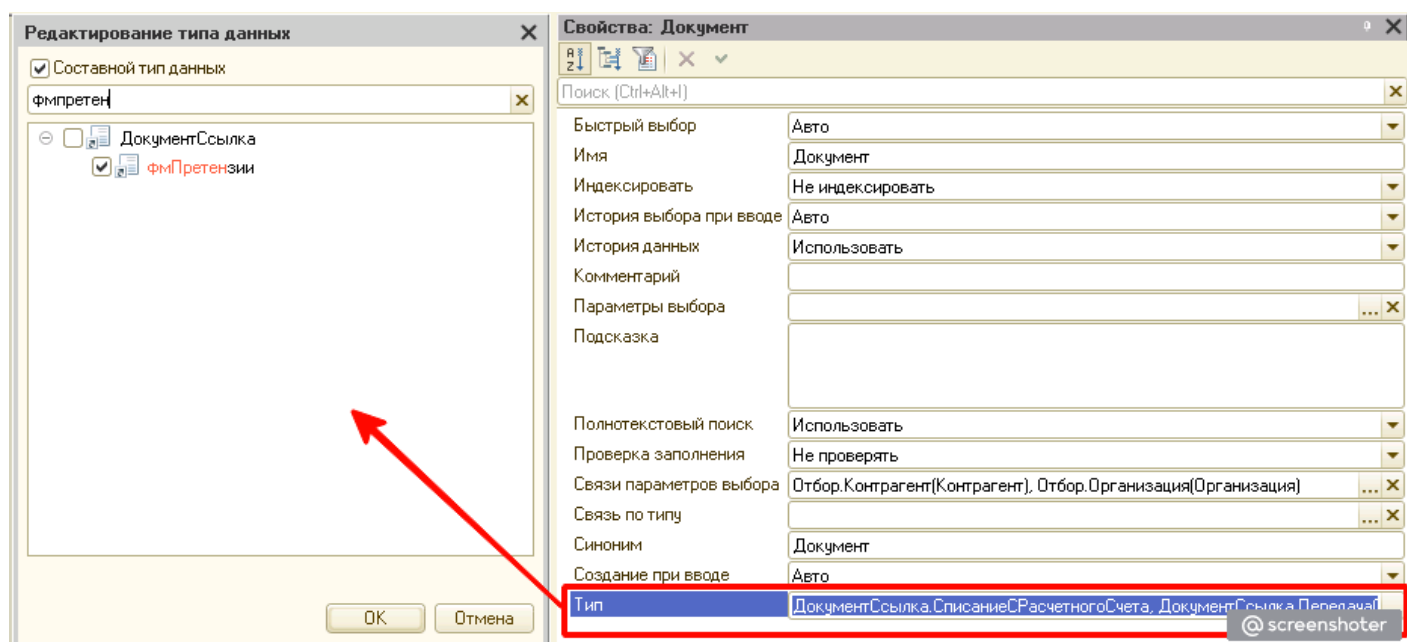 Редактирование типа данных
Составной тип данных
фмпретен
ДокументСсылка
фмПретензии
ОК
Отмена
Свойства: Документ
Поиск (Ctrl+Alt+I)
Быстрый выбор Авто
Имя Документ
Индексировать Не индексировать
История выбора при вводе Авто
История данных Использовать
Комментарий
Параметры выбора ...
Подсказка
Полнотекстовый поиск Использовать
Проверка заполнения Не проверять
Связи параметров выбора Отбор.Контрагент(Контрагент), Отбор.Организация(Организация) ...
Связь по типу ...
Синоним Документ
Создание при вводе Авто
Тип ДокументСсылка.СписаниеСРасчетногоСчета, ДокументСсылка.Передача
@screenshoter